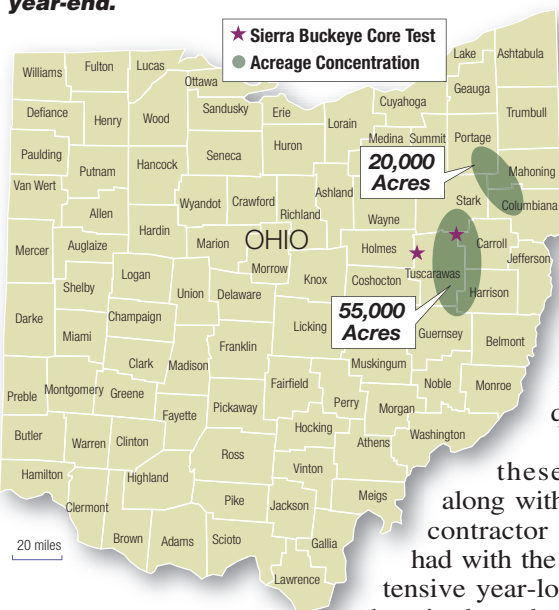 year-end.
Sierra Buckeye Core Test
Acreage Concentration
Williams
Fulton
Lucas
Ottawa
Lake
Ashtabula
Geauga
Cuyahoga
Trumbull
Defiance
Henry
Wood
Sandusky
Erie
Lorain
Medina
Summit
Portage
Mahoning
Paulding
Putnam
Hancock
Seneca
Huron
20,000
Acres
Van Wert
Allen
Wyandot
Crawford
Richland
Ashland
Wayne
Stark
Columbiana
Mercer
Auglaize
Hardin
Marion
OHIO
Morrow
Holmes
Tuscarawas
Carroll
Jefferson
Shelby
Logan
Union
Delaware
Knox
Coshocton
Harrison
55,000
Acres
Darke
Miami
Champaign
Licking
Guernsey
Belmont
Clark
Madison
Franklin
Muskingum
Noble
Monroe
Preble
Montgomery
Greene
Fayette
Pickaway
Fairfield
Perry
Morgan
Washington
Butler
Warren
Clinton
Ross
Hocking
Athens
Vinton
Hamilton
Clermont
Highland
Pike
Jackson
Meigs
Brown
Adams
Scioto
Gallia
Lawrence
20 miles
q
these
along with
contractor
had with the
tensive year-lo